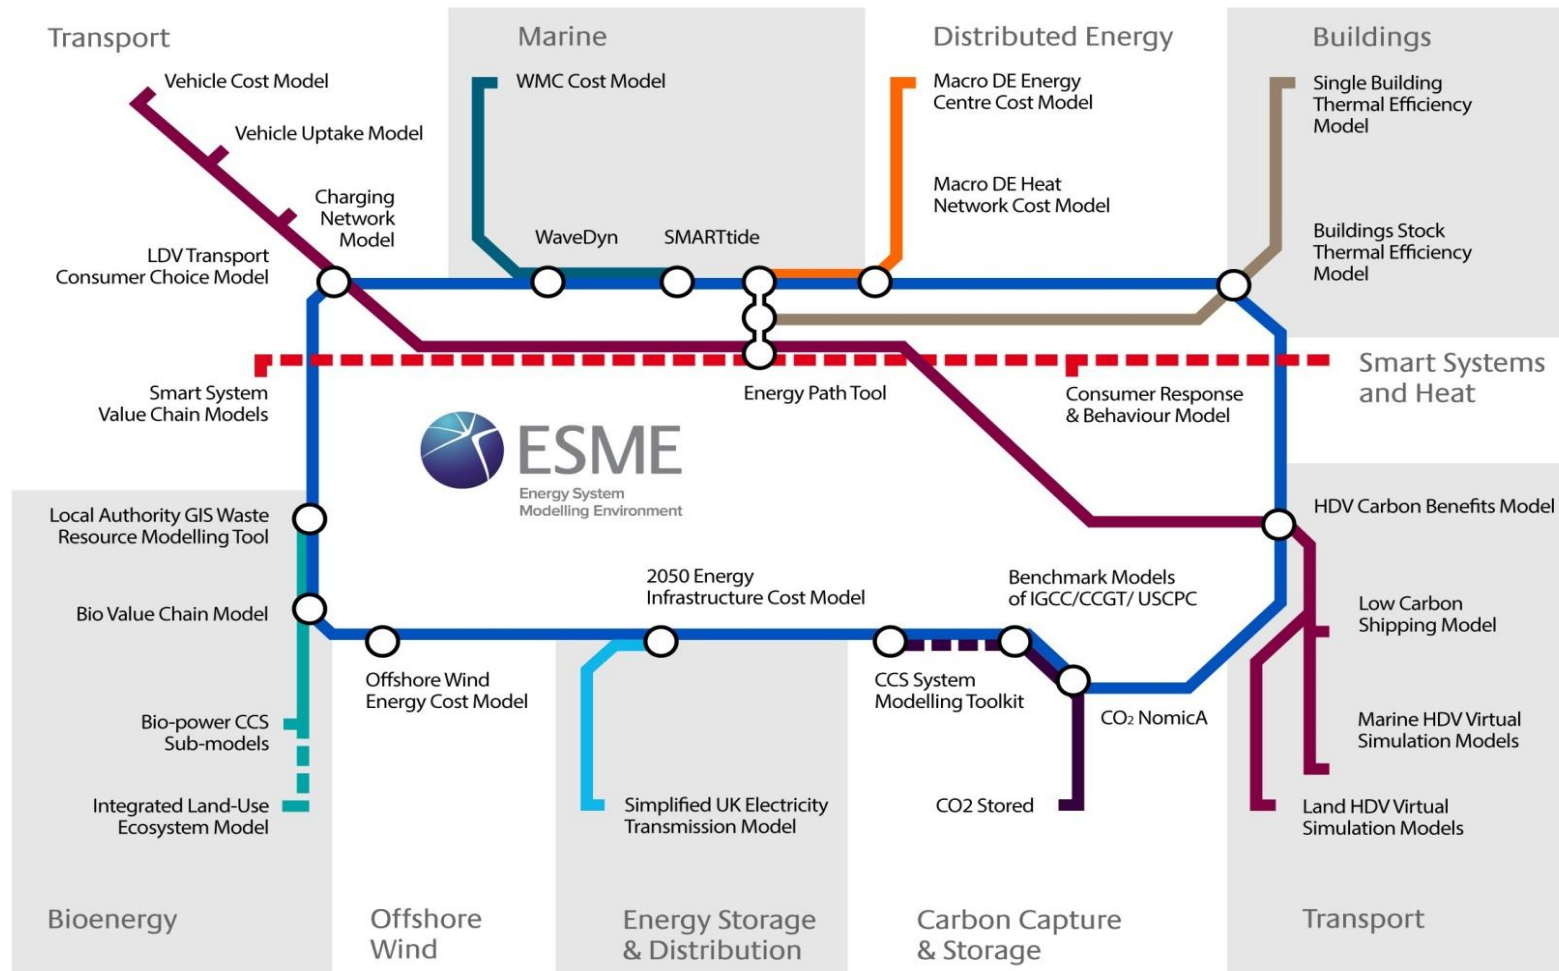 Transport
Marine
Distributed Energy
Buildings
Vehicle Cost Model
WMC Cost Model
Macro DE Energy
Centre Cost Model
Single Building
Thermal Efficiency
Model
Vehicle Uptake Model
Charging
Network
Model
Macro DE Heat
Network Cost Model
LDV Transport
Consumer Choice Model
WaveDyn
SMARTtide
Buildings Stock
Thermal Efficiency
Model
Smart System
Value Chain Models
Energy Path Tool
Consumer Response
& Behaviour Model
Smart Systems
and Heat
ESME
Energy System
Modelling Environment
Local Authority GIS Waste
Resource Modelling Tool
HDV Carbon Benefits Model
Bio Value Chain Model
2050 Energy
Infrastructure Cost Model
Benchmark Models
of IGCC/CCGT/ USCPC
Low Carbon
Shipping Model
Offshore Wind
Energy Cost Model
CCS System
Modelling Toolkit
CO2 NomicA
Bio-power CCS
Sub-models
Marine HDV Virtual
Simulation Models
Integrated Land-Use
Ecosystem Model
Simplified UK Electricity
Transmission Model
CO2 Stored
Land HDV Virtual
Simulation Models
Bioenergy
Offshore
Wind
Energy Storage
& Distribution
Carbon Capture
& Storage
Transport